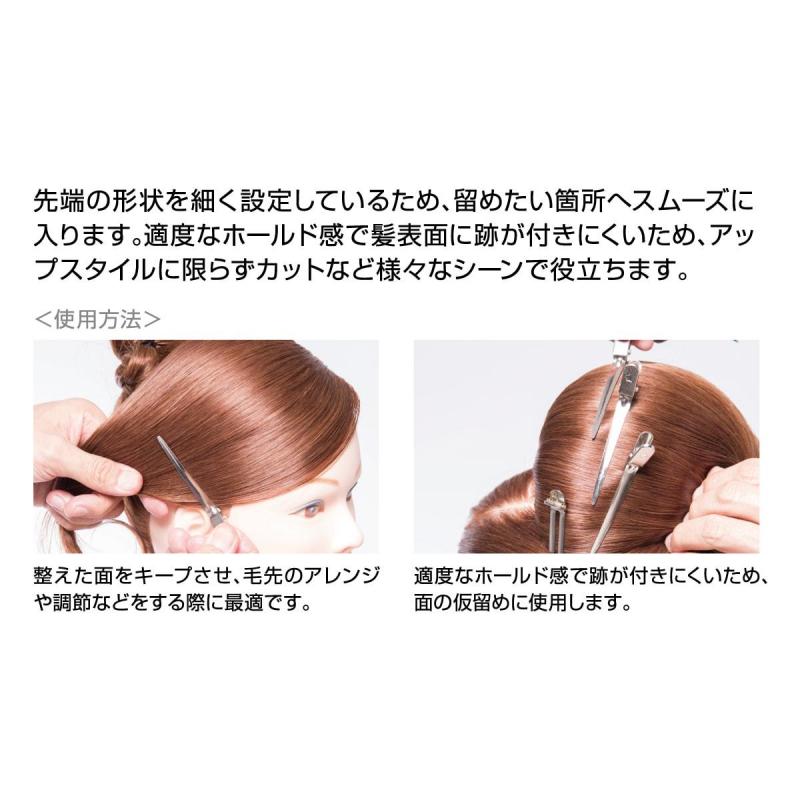 先端の形状を細く設定しているため、留めたい箇所へスムーズに
入ります。適度なホールド感で髪表面に跡が付きにくいため、アッ
プスタイルに限らずカットなど様々なシーンで役立ちます。
＜使用方法＞
整えた面をキープさせ、毛先のアレンジ
や調節などをする際に最適です。
適度なホールド感で跡が付きにくいため、
面の仮留めに使用します。